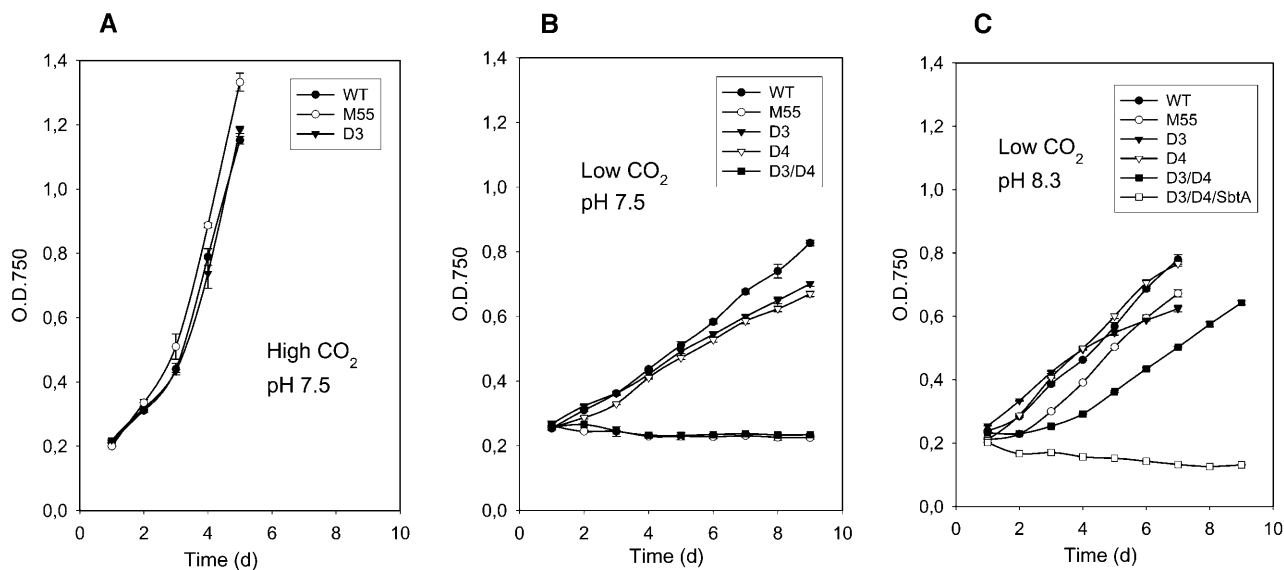 A
1,4
1,2
1,0
0,8
0,6
0,4
0,2
0,0
O.D.750
WT
M55
D3
High CO2
pH 7.5
0 2 4 6 8 10
Time (d)
B
1,4
1,2
1,0
0,8
0,6
0,4
0,2
0,0
O.D.750
WT
M55
D3
D4
D3/D4
Low CO2
pH 7.5
0 2 4 6 8 10
Time (d)
C
1,4
1,2
1,0
0,8
0,6
0,4
0,2
0,0
O.D.750
WT
M55
D3
D4
D3/D4
D3/D4/SbtA
Low CO2
pH 8.3
0 2 4 6 8 10
Time (d)